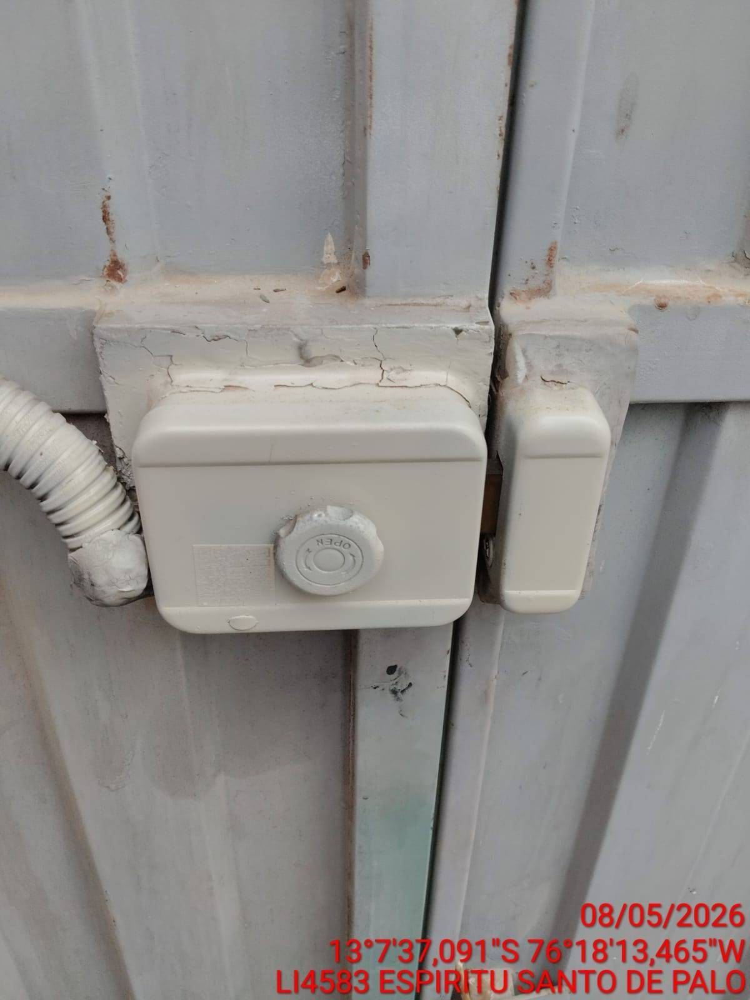 OPEN
08/05/2026
13°7'37,091"S 76°18'13,465"W
LI4583 ESPIRITU SANTO DE PALO